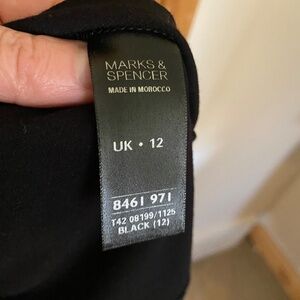 MARKS &
SPENCER
MADE IN MOROCCO
UK • 12
8461 971
T42 08199/1125
BLACK (12)